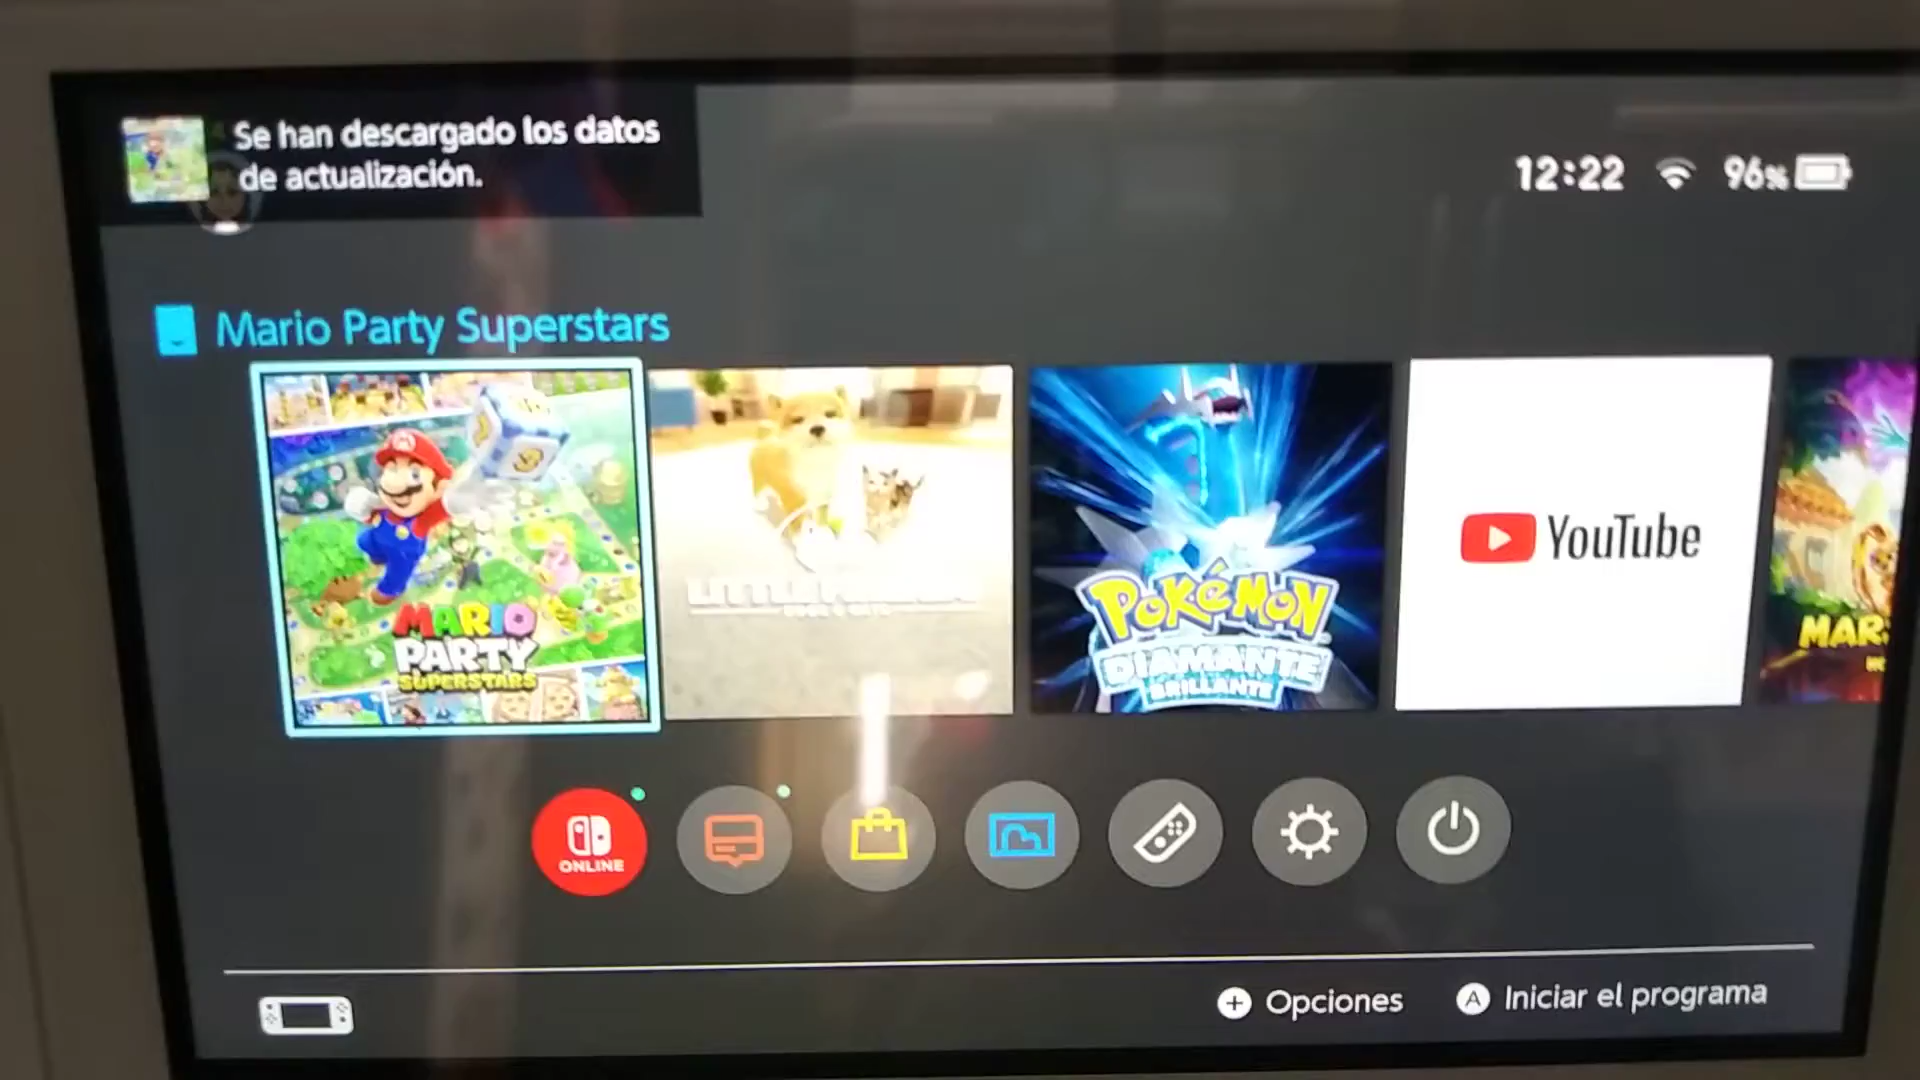 Se han descargado los datos
de actualización.
12:22
96%
Mario Party Superstars
MARIO
PARTY
SUPERSTARS
POKéMON
DIAMANTE
BRILLANTE
YouTube
ONLINE
+ Opciones
A Iniciar el programa